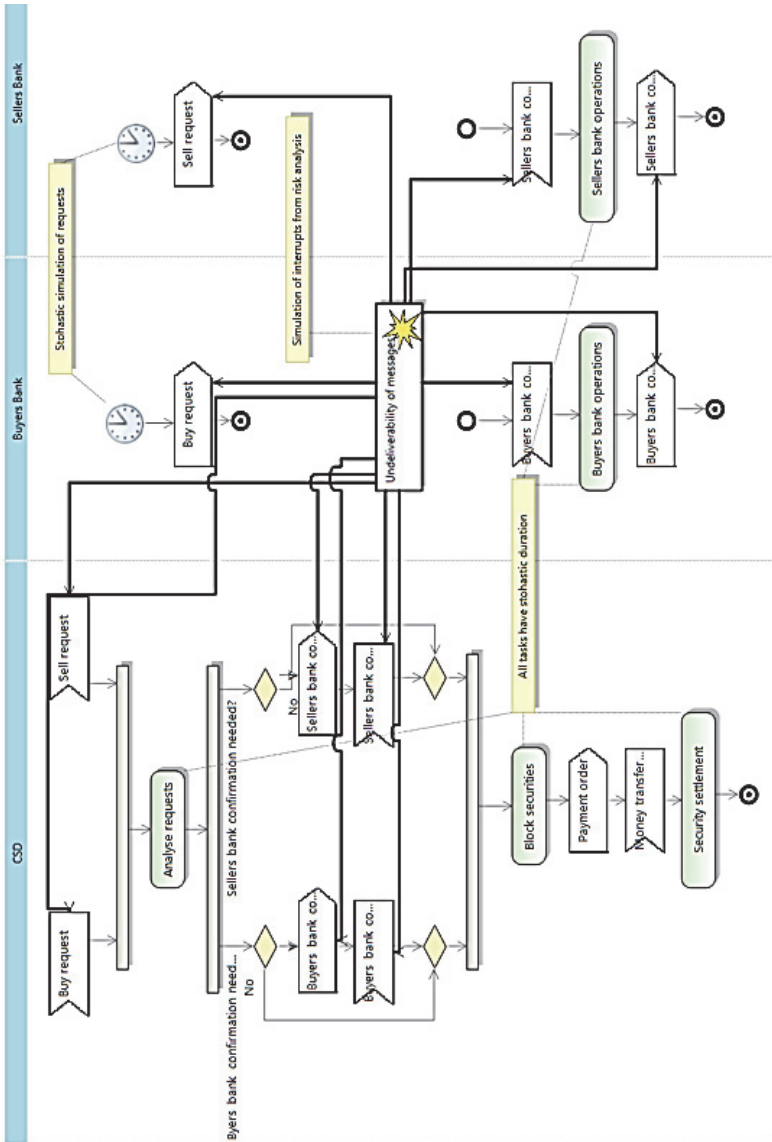 CSD
Buyers Bank
Sellers Bank
Buy request
Sell request
Analyse requests
Byers bank confirmation need...
Sellers bank confirmation needed?
No
No
Buyers bank co...
Sellers bank co...
Buyers bank co...
Sellers bank co...
Block securities
Payment order
Money transfer...
Security settlement
Stohastic simulation of requests
Buy request
Sell request
Simulation of interrupts from risk analysis
Undeliverability of messages
All tasks have stohastic duration
Buyers bank co...
Buyers bank operations
Buyers bank co...
Sellers bank co...
Sellers bank operations
Sellers bank co...